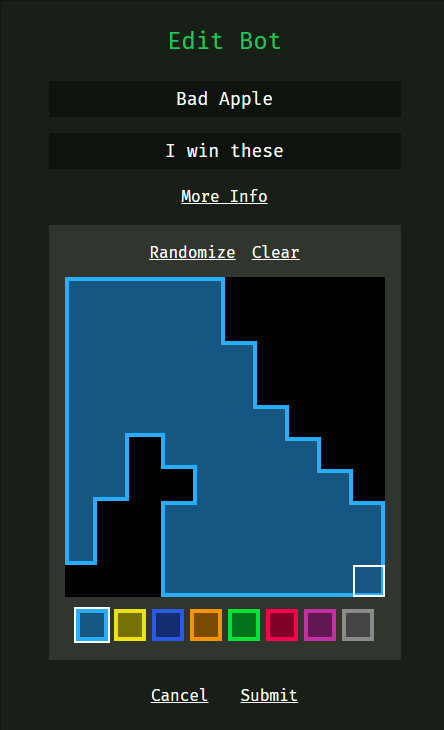 Edit Bot
Bad Apple
I win these
More Info
Randomize Clear
Cancel Submit